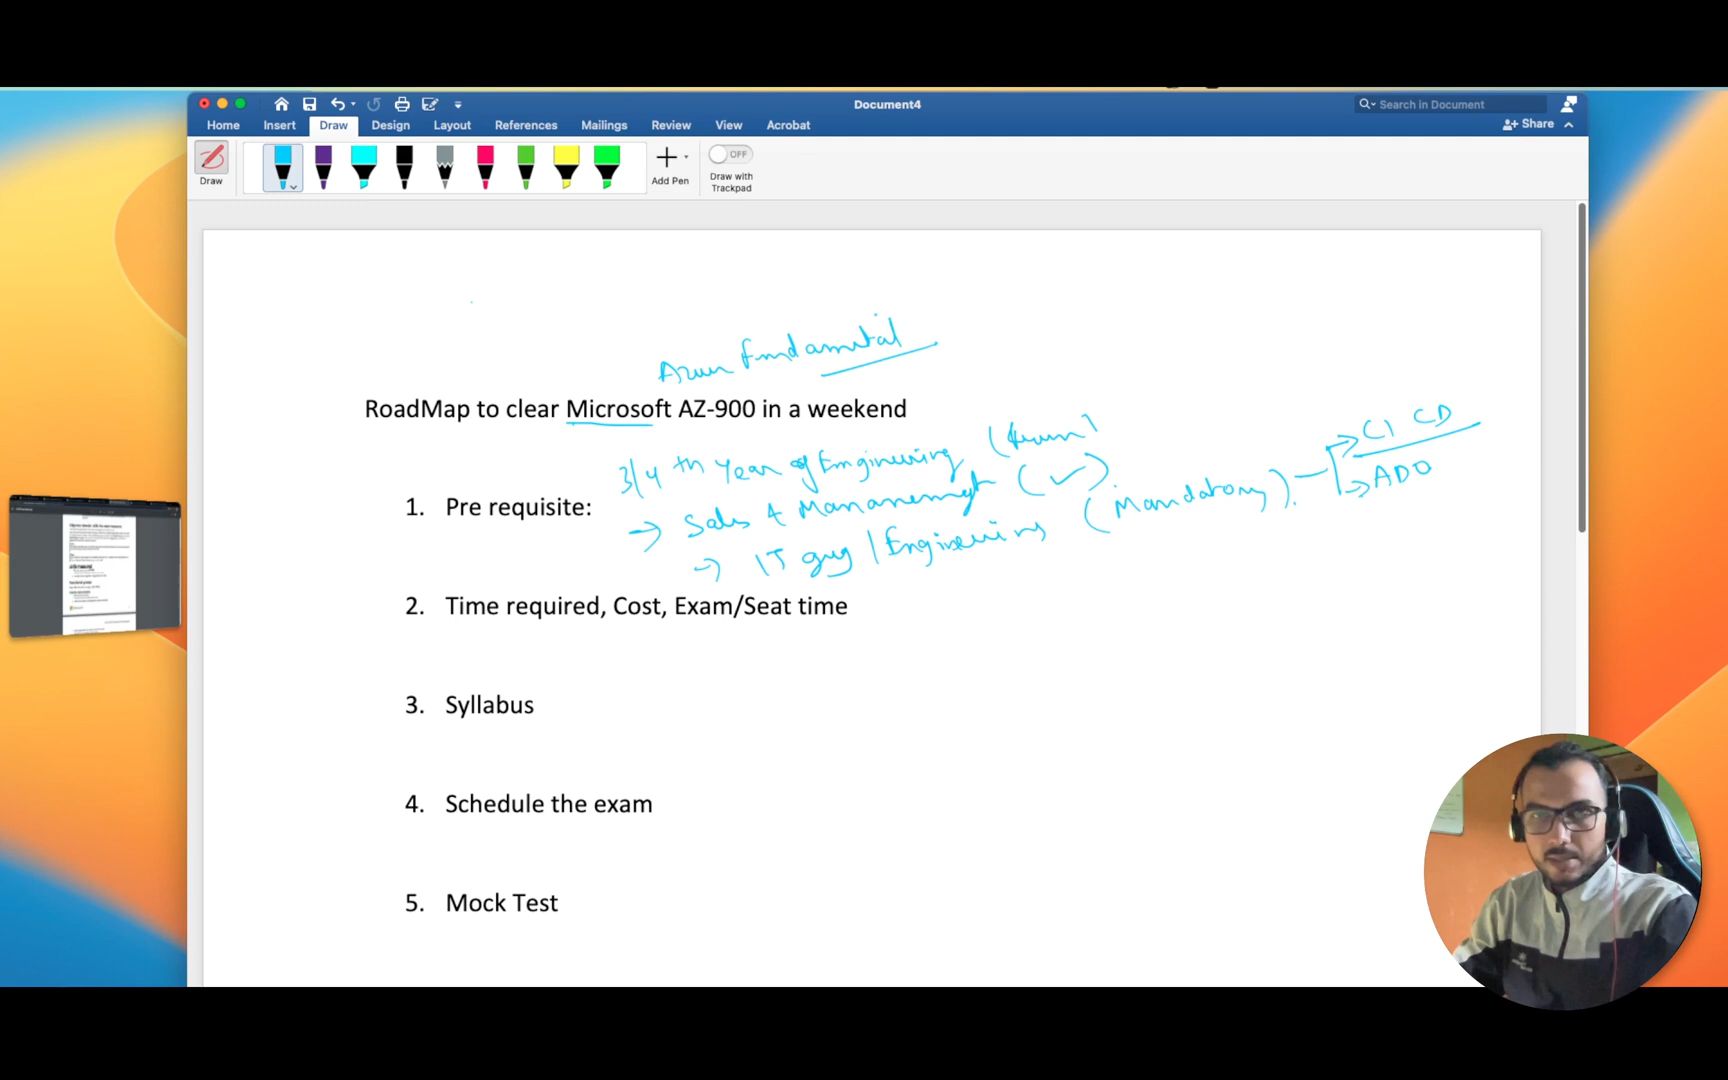 Document4
Search in Document
Home Insert Draw Design Layout References Mailings Review View Acrobat
Share
OFF
Draw
Add Pen
Draw with
Trackpad
Fundamental
RoadMap to clear Microsoft AZ-900 in a weekend
CI CD
3/4 th year of Engineering
ADO
1. Pre requisite:
→ Sales &
(Mandatory)
→ IT guy / Engineering
2. Time required, Cost, Exam/Seat time
3. Syllabus
4. Schedule the exam
5. Mock Test